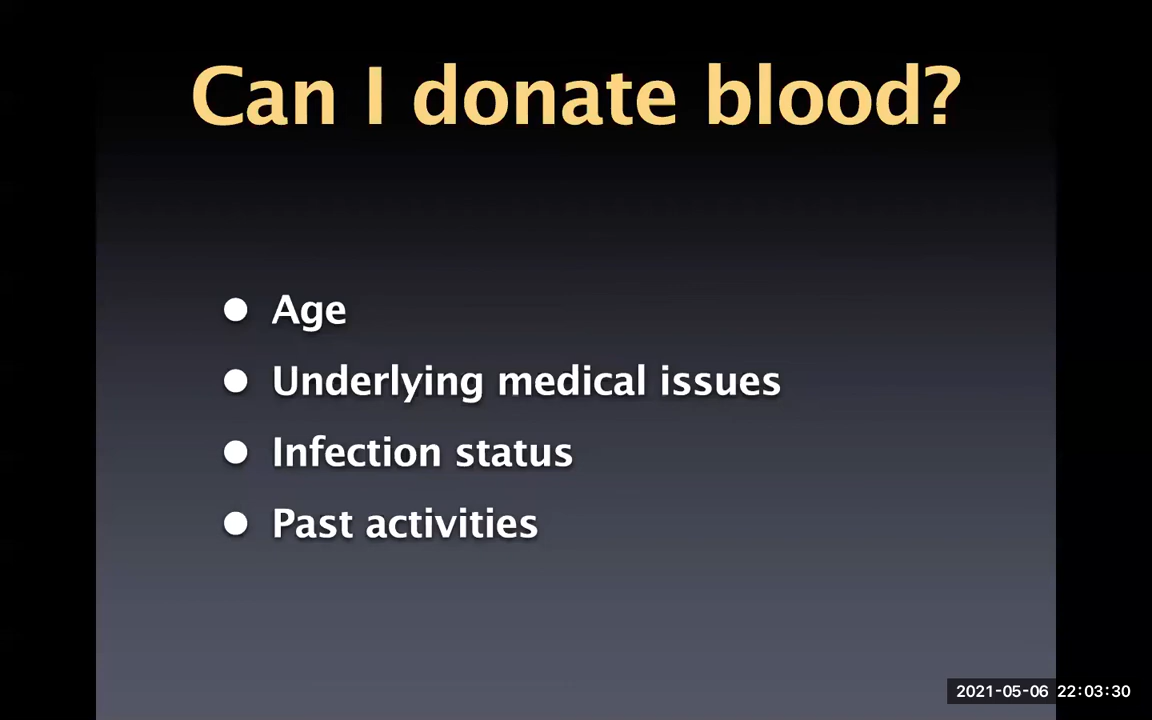 Can I donate blood?
● Age
● Underlying medical issues
● Infection status
● Past activities
2021-05-06 22:03:30